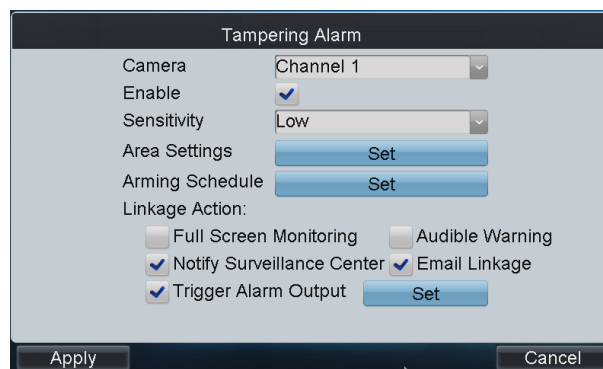 Tampering Alarm
Camera Channel 1
Enable
Sensitivity Low
Area Settings Set
Arming Schedule Set
Linkage Action:
Full Screen Monitoring Audible Warning
Notify Surveillance Center Email Linkage
Trigger Alarm Output Set
Apply Cancel